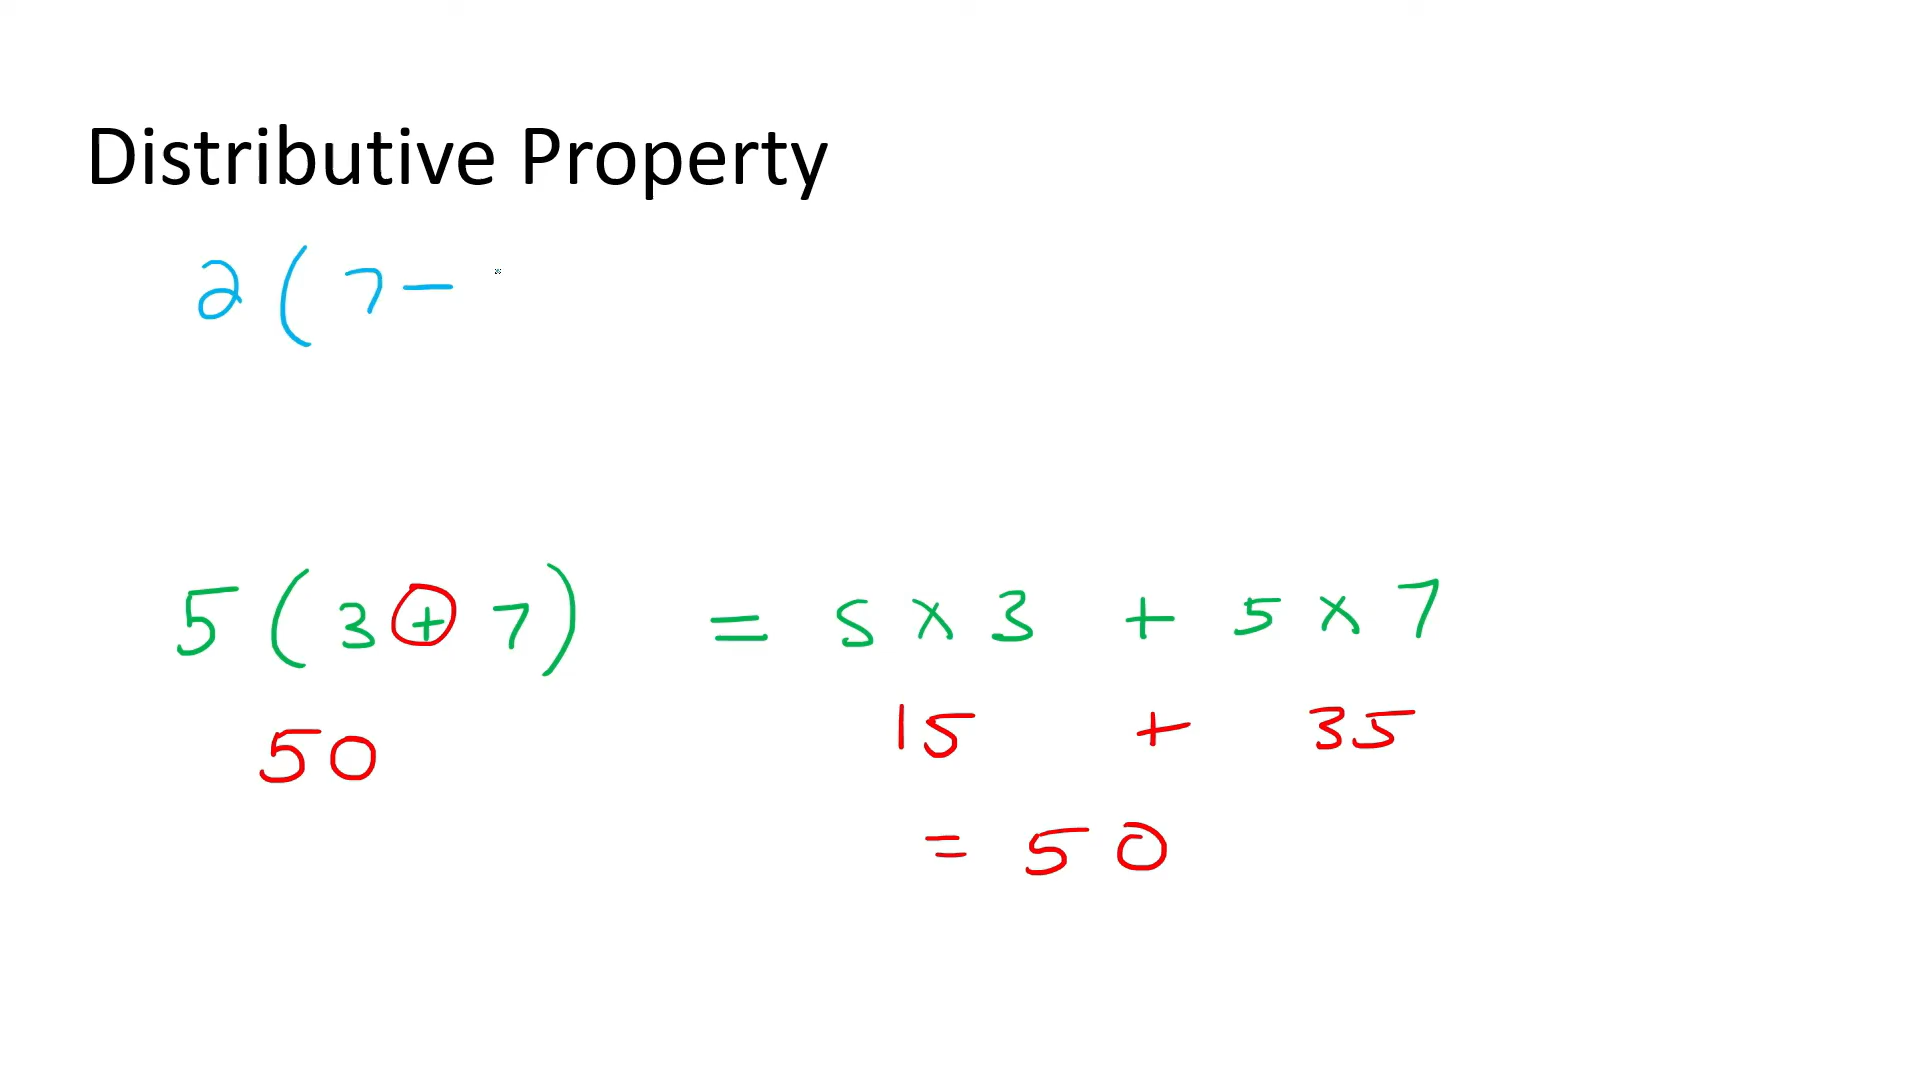 Distributive Property
2 ( 7 –
5 ( 3 + 7 ) = 5 × 3 + 5 × 7
50 15 + 35
= 50